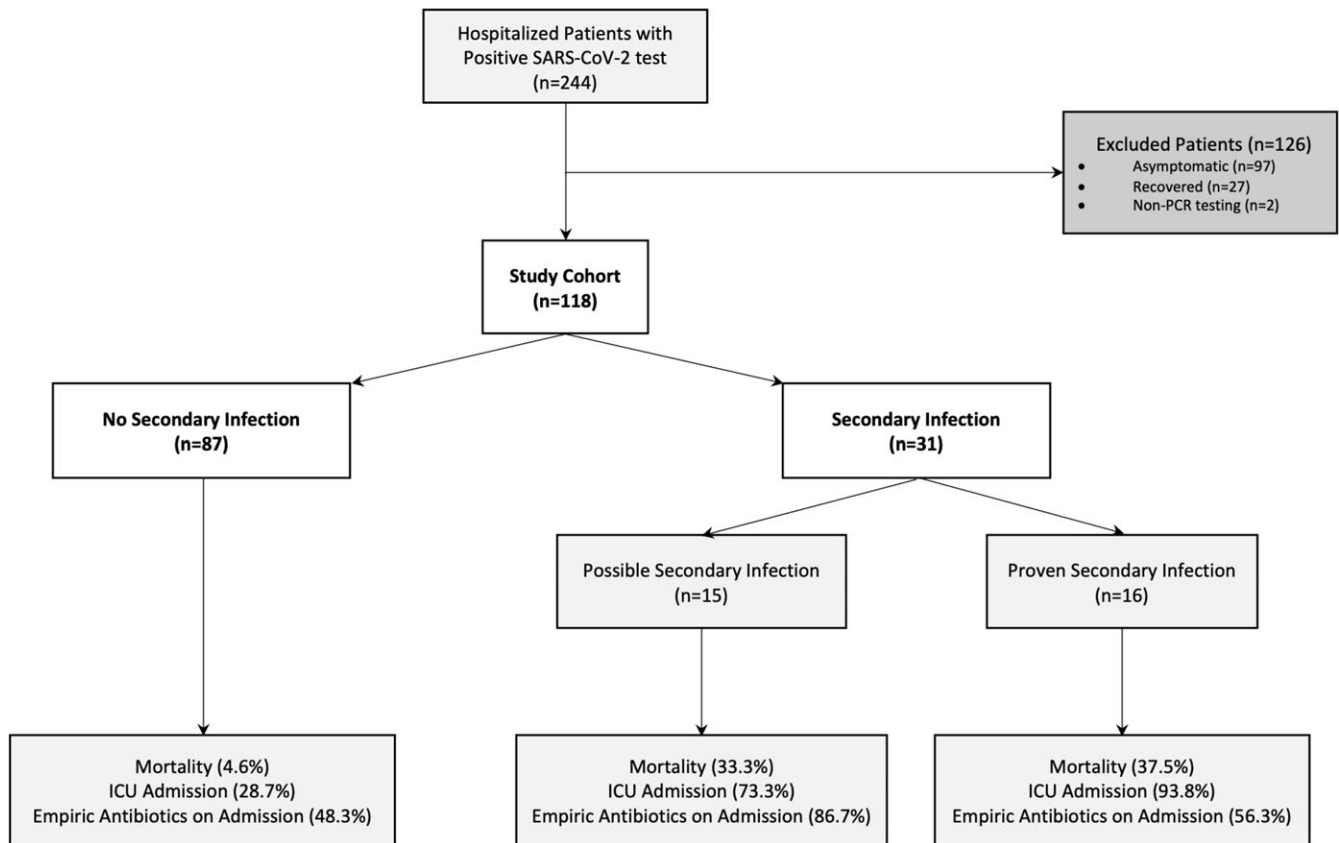 Hospitalized Patients with
Positive SARS-CoV-2 test
(n=244)
Excluded Patients (n=126)
• Asymptomatic (n=97)
• Recovered (n=27)
• Non-PCR testing (n=2)
Study Cohort
(n=118)
No Secondary Infection
(n=87)
Secondary Infection
(n=31)
Possible Secondary Infection
(n=15)
Proven Secondary Infection
(n=16)
Mortality (4.6%)
ICU Admission (28.7%)
Empiric Antibiotics on Admission (48.3%)
Mortality (33.3%)
ICU Admission (73.3%)
Empiric Antibiotics on Admission (86.7%)
Mortality (37.5%)
ICU Admission (93.8%)
Empiric Antibiotics on Admission (56.3%)